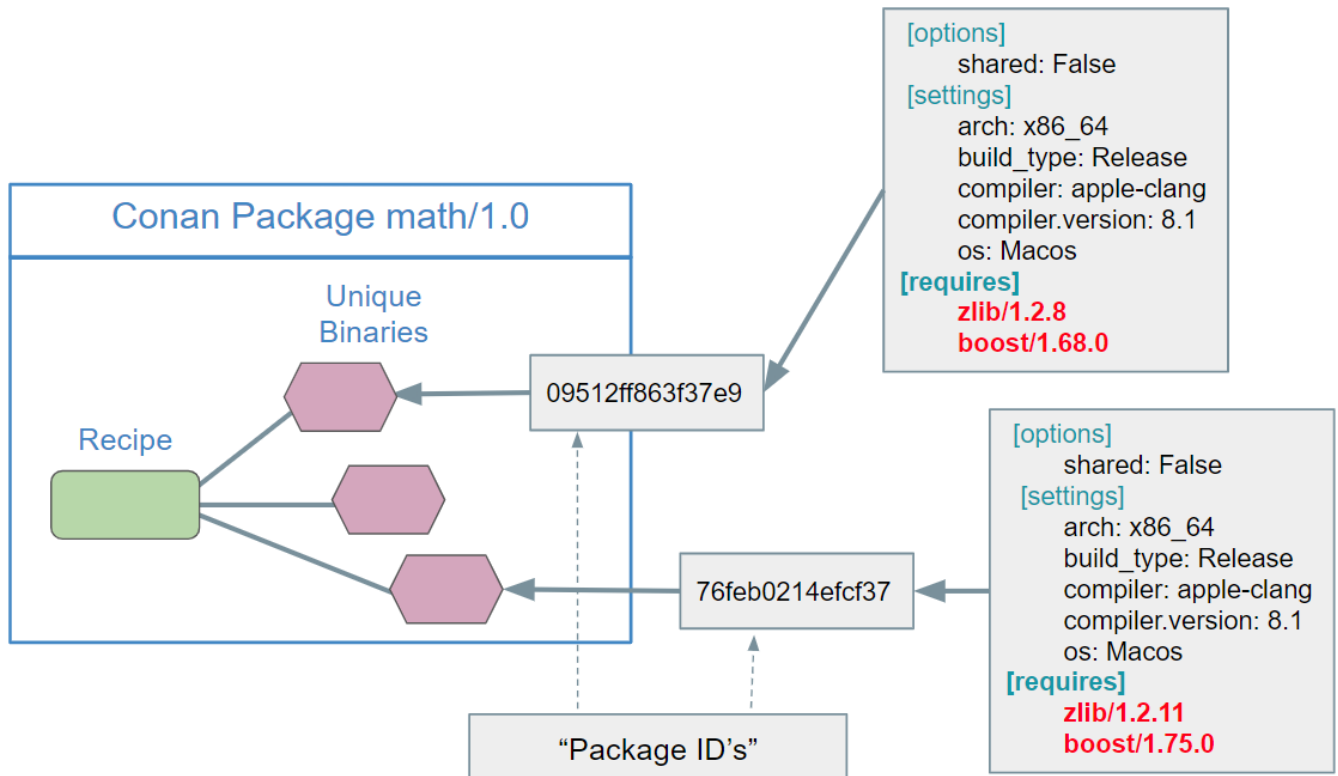 [options]
shared: False
[settings]
arch: x86_64
build_type: Release
compiler: apple-clang
compiler.version: 8.1
os: Macos
[requires]
zlib/1.2.8
boost/1.68.0
Conan Package math/1.0
Unique
Binaries
09512ff863f37e9
Recipe
[options]
shared: False
[settings]
arch: x86_64
build_type: Release
compiler: apple-clang
compiler.version: 8.1
os: Macos
[requires]
zlib/1.2.11
boost/1.75.0
76feb0214efcf37
“Package ID’s”